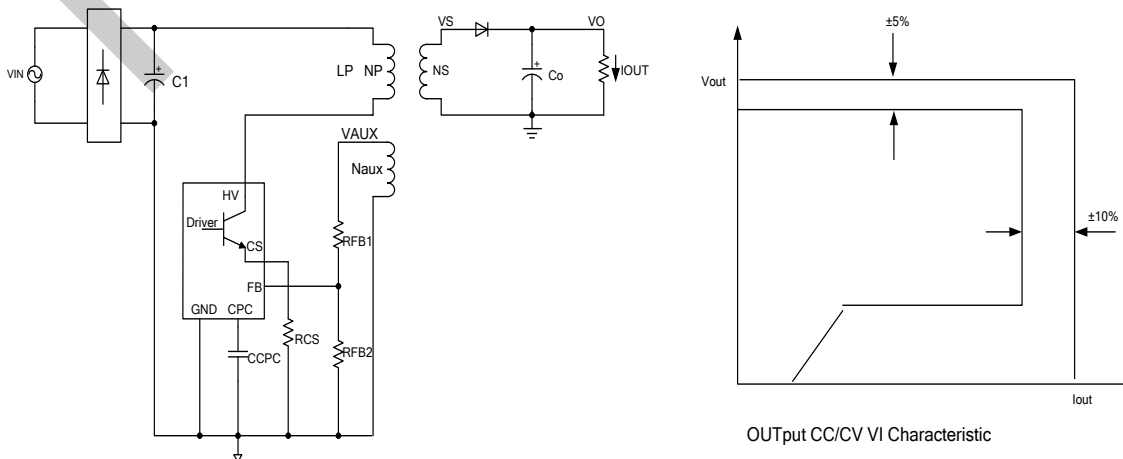 VIN
C1
LP NP
VS
NS
VO
Co
IOUT
VAUX
Naux
HV
Driver
CS
FB
GND CPC
RFB1
RCS
CCPC
RFB2
±5%
Vout
±10%
Iout
OUTput CC/CV VI Characteristic